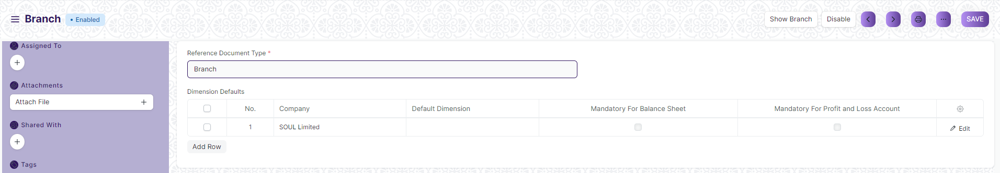 Branch
• Enabled
Show Branch
Disable
...
SAVE
Assigned To
Attachments
Attach File
Shared With
Tags
Reference Document Type *
Branch
Dimension Defaults
No. Company Default Dimension Mandatory For Balance Sheet Mandatory For Profit and Loss Account
1 SOUL Limited Edit
Add Row